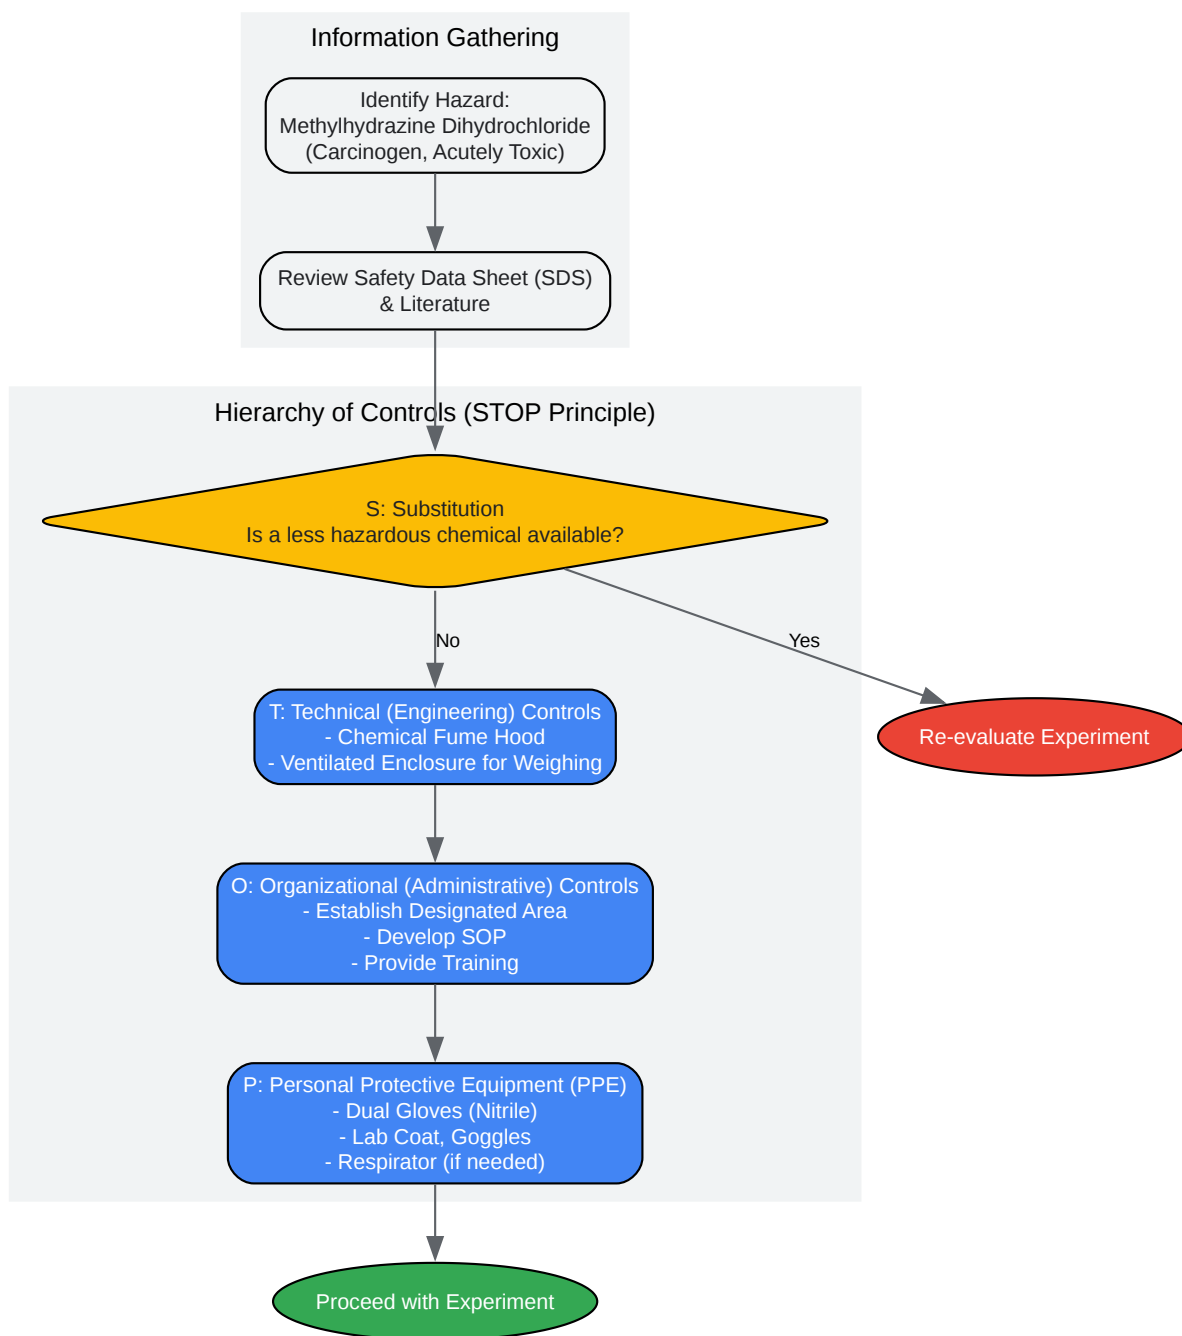 Information Gathering
Identify Hazard:
Methylhydrazine Dihydrochloride
(Carcinogen, Acutely Toxic)
Review Safety Data Sheet (SDS)
& Literature
Hierarchy of Controls (STOP Principle)
S: Substitution
Is a less hazardous chemical available?
No
Yes
T: Technical (Engineering) Controls
- Chemical Fume Hood
- Ventilated Enclosure for Weighing
Re-evaluate Experiment
O: Organizational (Administrative) Controls
- Establish Designated Area
- Develop SOP
- Provide Training
P: Personal Protective Equipment (PPE)
- Dual Gloves (Nitrile)
- Lab Coat, Goggles
- Respirator (if needed)
Proceed with Experiment